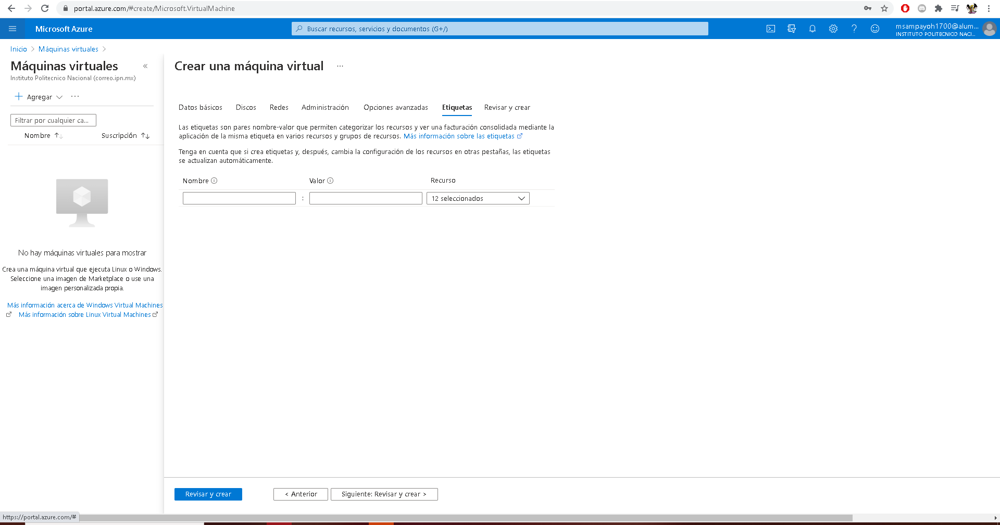 portal.azure.com/#create/Microsoft.VirtualMachine
Microsoft Azure
Buscar recursos, servicios y documentos (G+/)
msampayoh1700@alum...
INSTITUTO POLITECNICO NACI...
Inicio > Máquinas virtuales >
Máquinas virtuales
Instituto Politecnico Nacional (correo.ipn.mx)
+ Agregar ...
Filtrar por cualquier ca...
Nombre ↑↓ Suscripción ↑↓
No hay máquinas virtuales para mostrar
Crea una máquina virtual que ejecuta Linux o Windows.
Seleccione una imagen de Marketplace o use una
imagen personalizada propia.
Más información acerca de Windows Virtual Machines
Más información sobre Linux Virtual Machines
Crear una máquina virtual ...
Datos básicos Discos Redes Administración Opciones avanzadas Etiquetas Revisar y crear
Las etiquetas son pares nombre-valor que permiten categorizar los recursos y ver una facturación consolidada mediante la
aplicación de la misma etiqueta en varios recursos y grupos de recursos. Más información sobre las etiquetas
Tenga en cuenta que si crea etiquetas y, después, cambia la configuración de los recursos en otras pestañas, las etiquetas
se actualizan automáticamente.
Nombre Valor Recurso
: 12 seleccionados
Revisar y crear < Anterior Siguiente: Revisar y crear >
https://portal.azure.com/#